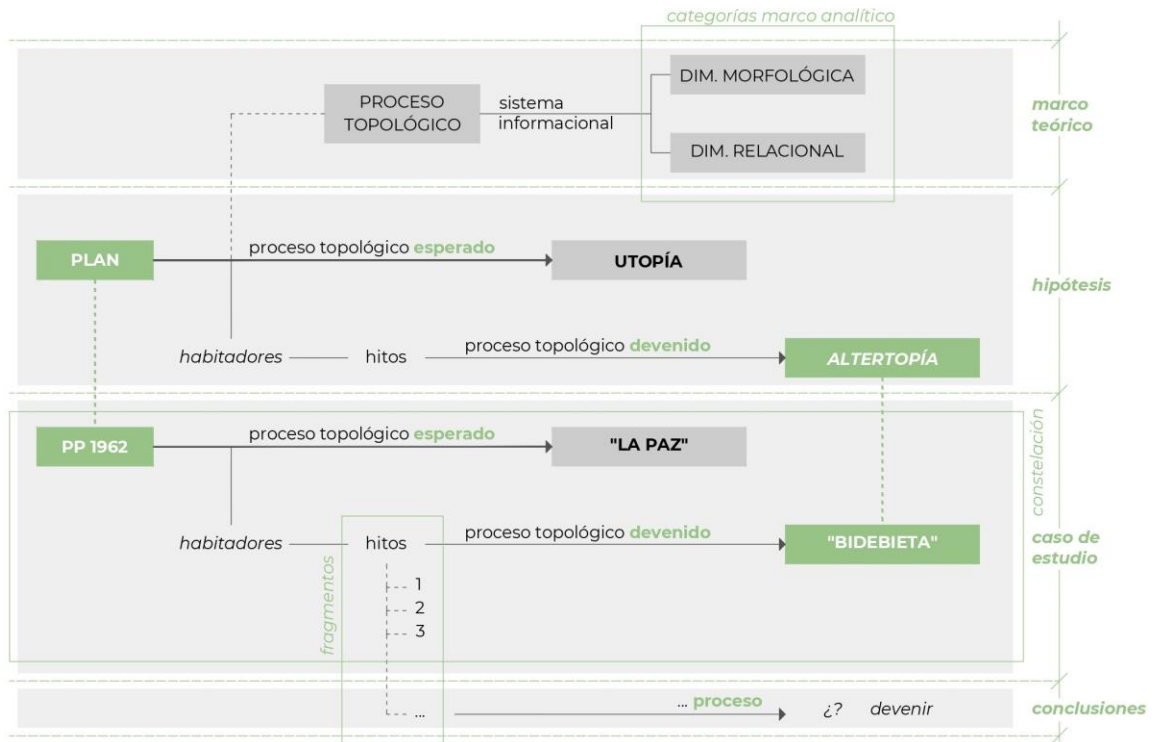 categorías marco analítico
DIM. MORFOLÓGICA
PROCESO
TOPOLÓGICO
sistema
informacional
DIM. RELACIONAL
marco
teórico
PLAN
proceso topológico esperado
UTOPÍA
hipótesis
habitadores
hitos
proceso topológico devenido
ALTERTOPÍA
PP 1962
proceso topológico esperado
"LA PAZ"
constelación
habitadores
hitos
proceso topológico devenido
"BIDEBIETA"
caso de
estudio
fragmentos
1
2
3
...
... proceso
¿? devenir
conclusiones